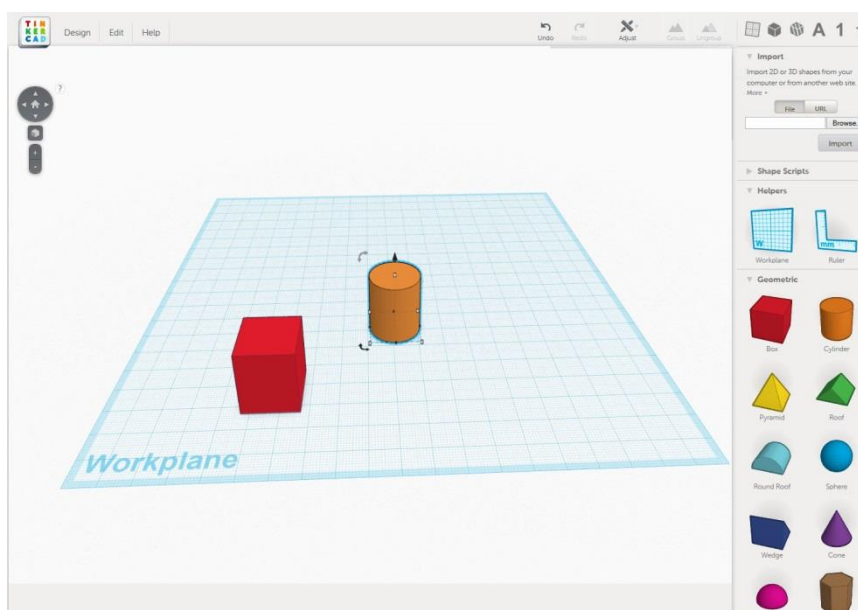 TIN
KER
CAD
Design
Edit
Help
Undo
Redo
Adjust
Group
Ungroup
A 1
?
Import
Import 2D or 3D shapes from your
computer or from another web site.
More +
File
URL
Browse.
Import
Shape Scripts
Helpers
W
mm
Workplane
Ruler
Geometric
Box
Cylinder
Pyramid
Roof
Round Roof
Sphere
Wedge
Cone
Workplane